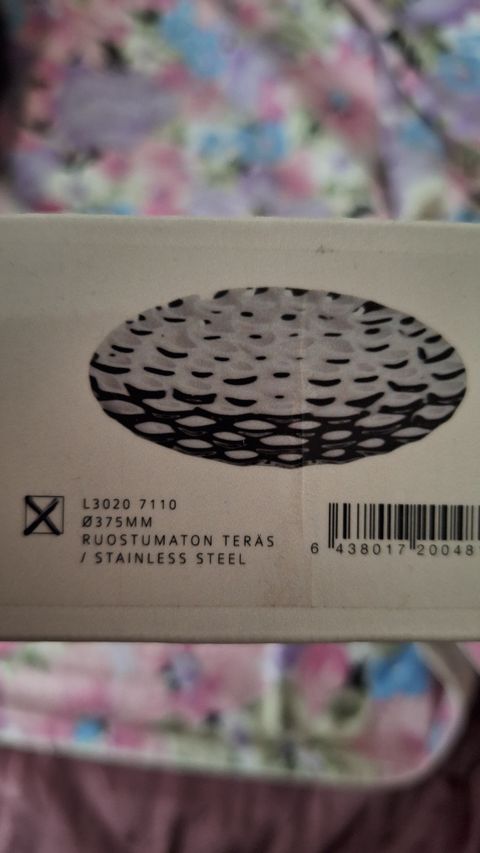 L3020 7110
Ø375MM
RUOSTUMATON TERÄS
/ STAINLESS STEEL
6 438017 20048